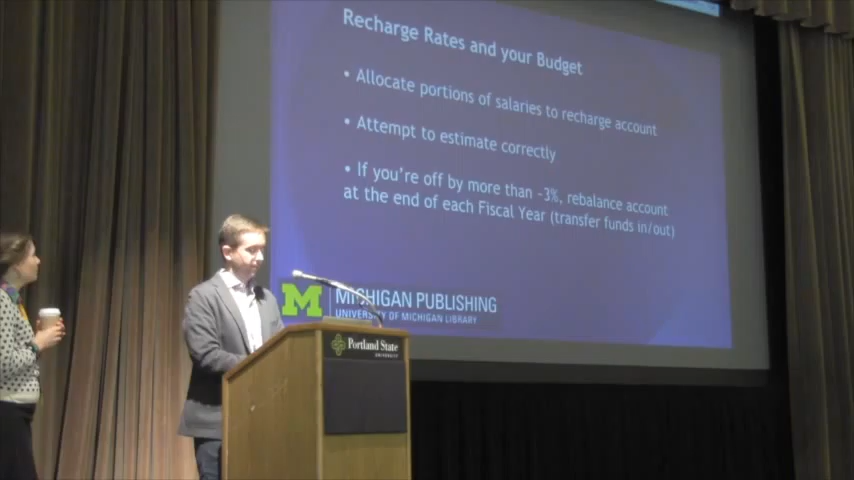 Recharge Rates and your Budget
• Allocate portions of salaries to recharge account
• Attempt to estimate correctly
• If you're off by more than ~3%, rebalance account
at the end of each Fiscal Year (transfer funds in/out)
M MICHIGAN PUBLISHING
UNIVERSITY OF MICHIGAN LIBRARY
Portland State
UNIVERSITY